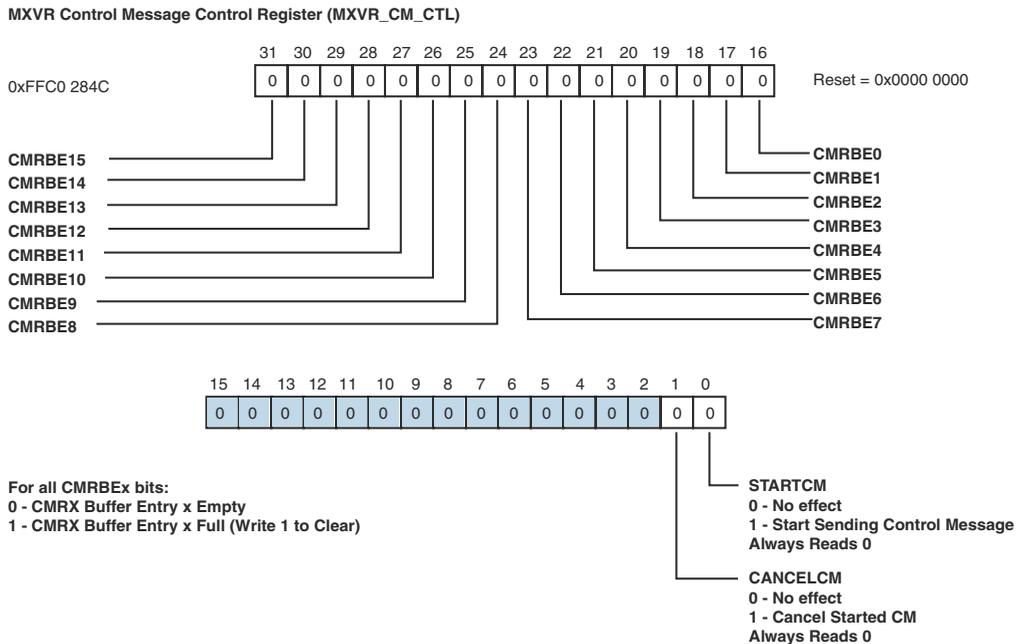 MXVR Control Message Control Register (MXVR_CM_CTL)
31 30 29 28 27 26 25 24 23 22 21 20 19 18 17 16
0xFFC0 284C
0 0 0 0 0 0 0 0 0 0 0 0 0 0 0 0
Reset = 0x0000 0000
CMRBE15
CMRBE14
CMRBE13
CMRBE12
CMRBE11
CMRBE10
CMRBE9
CMRBE8
CMRBE0
CMRBE1
CMRBE2
CMRBE3
CMRBE4
CMRBE5
CMRBE6
CMRBE7
15 14 13 12 11 10 9 8 7 6 5 4 3 2 1 0
0 0 0 0 0 0 0 0 0 0 0 0 0 0 0 0
For all CMRBEx bits:
0 - CMRX Buffer Entry x Empty
1 - CMRX Buffer Entry x Full (Write 1 to Clear)
STARTCM
0 - No effect
1 - Start Sending Control Message
Always Reads 0
CANCELCM
0 - No effect
1 - Cancel Started CM
Always Reads 0